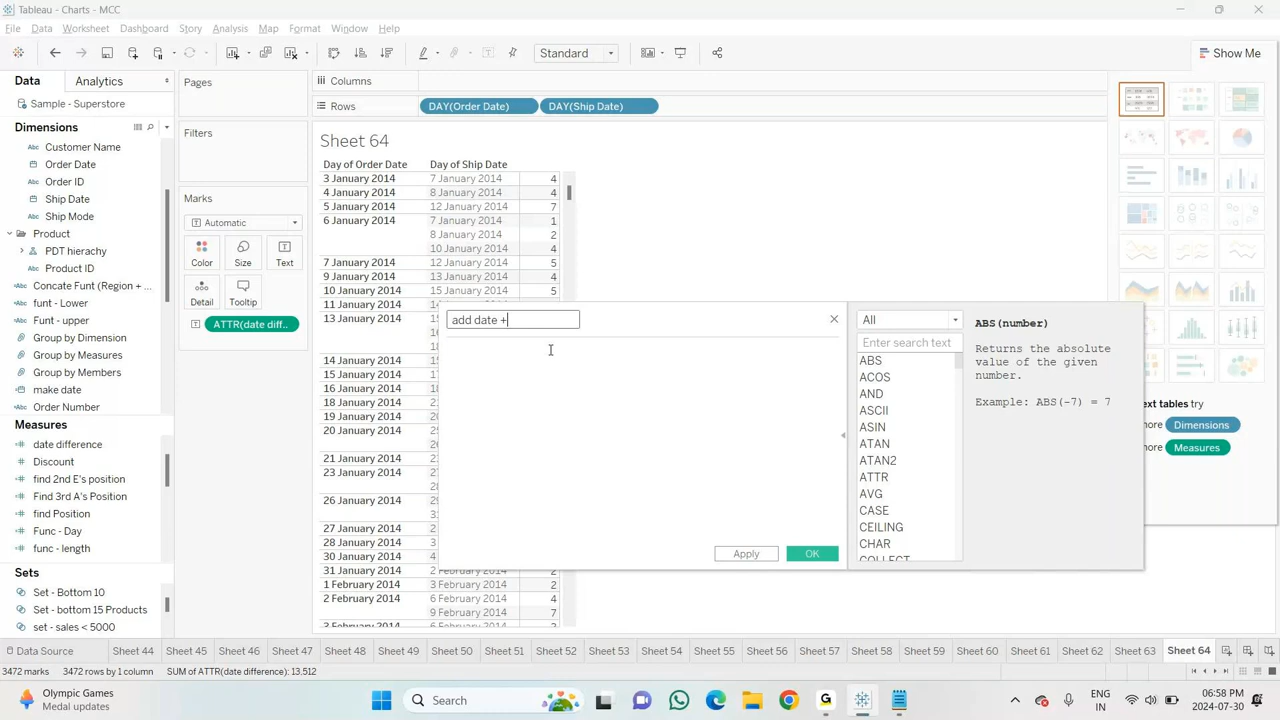 Tableau - Charts - MCC
File Data Worksheet Dashboard Story Analysis Map Format Window Help
Standard
Show Me
Data Analytics
Sample - Superstore
Dimensions
Customer Name
Order Date
Order ID
Ship Date
Ship Mode
Product
PDT hierachy
Product ID
Concate Funt (Region + ...
funt - Lower
Funt - upper
Group by Dimension
Group by Measures
Group by Members
make date
Order Number
Measures
date difference
Discount
find 2nd E's position
Find 3rd A's Position
find Position
Func - Day
func - length
Sets
Set - Bottom 10
Set - bottom 15 Products
set - sales < 5000
Pages
Filters
Marks
Automatic
Color Size Text
Detail Tooltip
ATTR(date diff..
Columns
Rows DAY(Order Date) DAY(Ship Date)
Sheet 64
Day of Order Date Day of Ship Date
3 January 2014 7 January 2014 4
4 January 2014 8 January 2014 4
5 January 2014 12 January 2014 7
6 January 2014 7 January 2014 1
8 January 2014 2
10 January 2014 4
7 January 2014 12 January 2014 5
9 January 2014 13 January 2014 4
10 January 2014 15 January 2014 5
11 January 2014
13 January 2014
14 January 2014
15 January 2014
16 January 2014
18 January 2014
19 January 2014
20 January 2014
21 January 2014
23 January 2014
26 January 2014
27 January 2014
28 January 2014
30 January 2014
31 January 2014 2 February 2014 2
1 February 2014 3 February 2014 2
2 February 2014 6 February 2014 4
9 February 2014 7
3 February 2014 6 February 2014
add date +
Apply OK
All
Enter search text
ABS
ACOS
AND
ASCII
ASIN
ATAN
ATAN2
ATTR
AVG
CASE
CEILING
CHAR
COLLECT
ABS(number)
Returns the absolute
value of the given
number.
Example: ABS(-7) = 7
text tables try
Dimensions
Measures
Data Source Sheet 44 Sheet 45 Sheet 46 Sheet 47 Sheet 48 Sheet 49 Sheet 50 Sheet 51 Sheet 52 Sheet 53 Sheet 54 Sheet 55 Sheet 56 Sheet 57 Sheet 58 Sheet 59 Sheet 60 Sheet 61 Sheet 62 Sheet 63 Sheet 64
3472 marks 3472 rows by 1 column SUM of ATTR(date difference): 13,512
Olympic Games
Medal updates
Search
ENG
IN
06:58 PM
2024-07-30